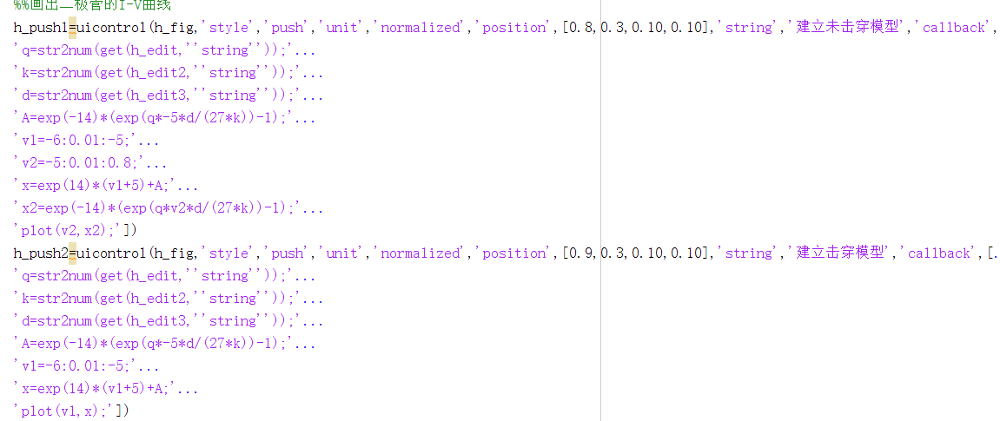 %%画出二极管的I-V曲线
h_push1=uicontrol(h_fig,'style','push','unit','normalized','position',[0.8,0.3,0.10,0.10],'string','建立未击穿模型','callback',
'q=str2num(get(h_edit,''string''));'...
'k=str2num(get(h_edit2,''string''));'...
'd=str2num(get(h_edit3,''string''));'...
'A=exp(-14)*(exp(q*-5*d/(27*k))-1);'...
'v1=-6:0.01:-5;'...
'v2=-5:0.01:0.8;'...
'x=exp(14)*(v1+5)+A;'...
'x2=exp(-14)*(exp(q*v2*d/(27*k))-1);'...
'plot(v2,x2);'])
h_push2=uicontrol(h_fig,'style','push','unit','normalized','position',[0.9,0.3,0.10,0.10],'string','建立击穿模型','callback',[.
'q=str2num(get(h_edit,''string''));'...
'k=str2num(get(h_edit2,''string''));'...
'd=str2num(get(h_edit3,''string''));'...
'A=exp(-14)*(exp(q*-5*d/(27*k))-1);'...
'v1=-6:0.01:-5;'...
'x=exp(14)*(v1+5)+A;'...
'plot(v1,x);'])